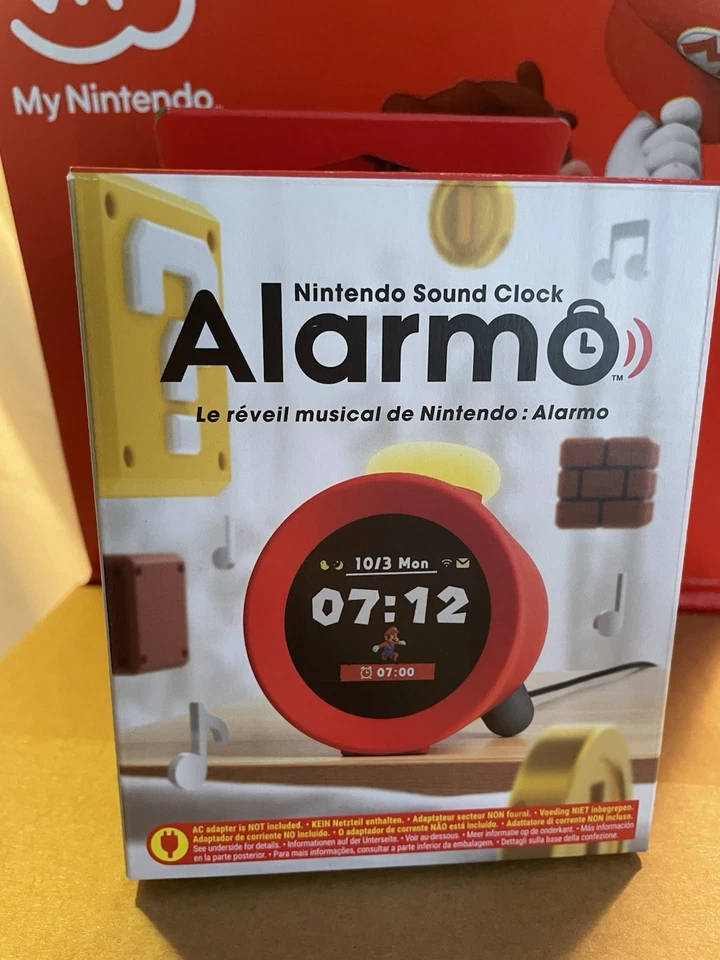 My Nintendo
Nintendo Sound Clock
Alarmo
TM
Le réveil musical de Nintendo : Alarmo
10/3 Mon
07:12
07:00
AC adapter is NOT included. • KEIN Netzteil enthalten. • Adaptateur secteur NON fourni. • Voeding NIET inbegrepen.
Adaptador de corriente NO incluido. • O adaptador de corrente NÃO está incluído. • Adattatore di corrente NON incluso.
See underside for details. • Informationen auf der Unterseite. • Voir au-dessous. • Meer informatie op de onderkant. • Más información
en la parte posterior. • Para mais informações, consultar a parte inferior da embalagem. • Dettagli sulla base della confezione.